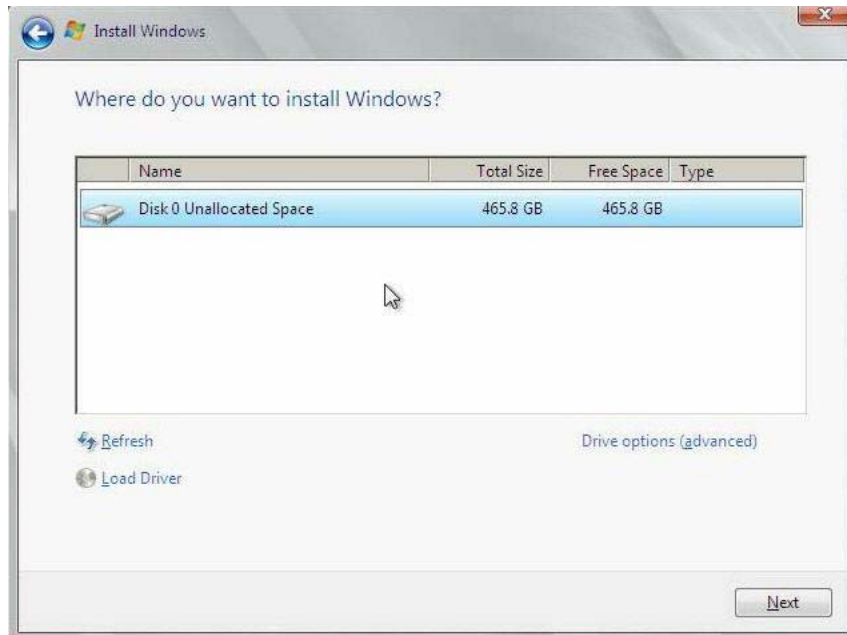 Install Windows
Where do you want to install Windows?
Name Total Size Free Space Type
Disk 0 Unallocated Space 465.8 GB 465.8 GB
Refresh Drive options (advanced)
Load Driver
Next